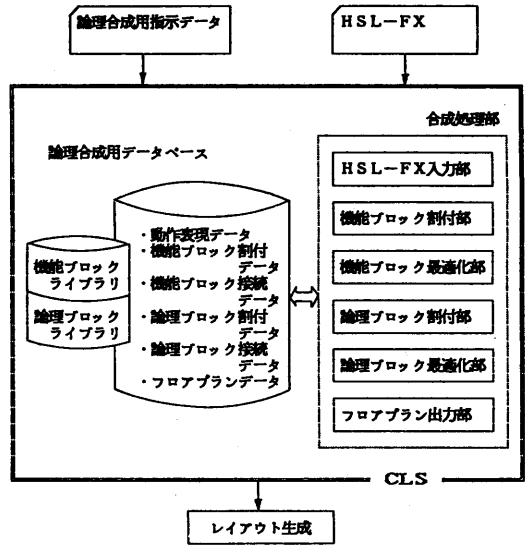 論理合成用指示データ
HSL-FX
合成処理部
論理合成用データベース
HSL-FX入力部
機能ブロック割付部
機能ブロック最適化部
論理ブロック割付部
論理ブロック最適化部
フロアプラン出力部
・動作表現データ
・機能ブロック割付
データ
・機能ブロック接続
データ
・論理ブロック割付
データ
・論理ブロック接続
データ
・フロアプランデータ
機能ブロック
ライブラリ
論理ブロック
ライブラリ
CLS
レイアウト生成